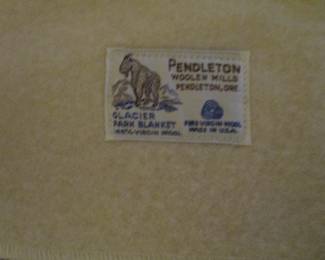 PENDLETON
WOOLEN MILLS
PENDLETON, ORE.
GLACIER
PARK BLANKET
100% VIRGIN WOOL
PURE VIRGIN WOOL
MADE IN U.S.A.